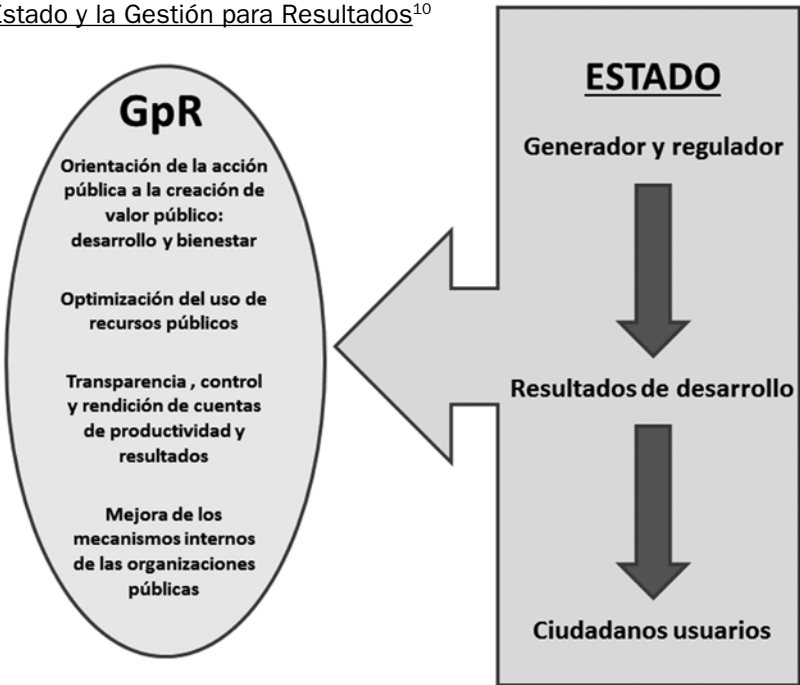 Estado y la Gestión para Resultados10
GpR
Orientación de la acción
pública a la creación de
valor público:
desarrollo y bienestar
Optimización del uso de
recursos públicos
Transparencia , control
y rendición de cuentas
de productividad y
resultados
Mejora de los
mecanismos internos
de las organizaciones
públicas
ESTADO
Generador y regulador
Resultados de desarrollo
Ciudadanos usuarios